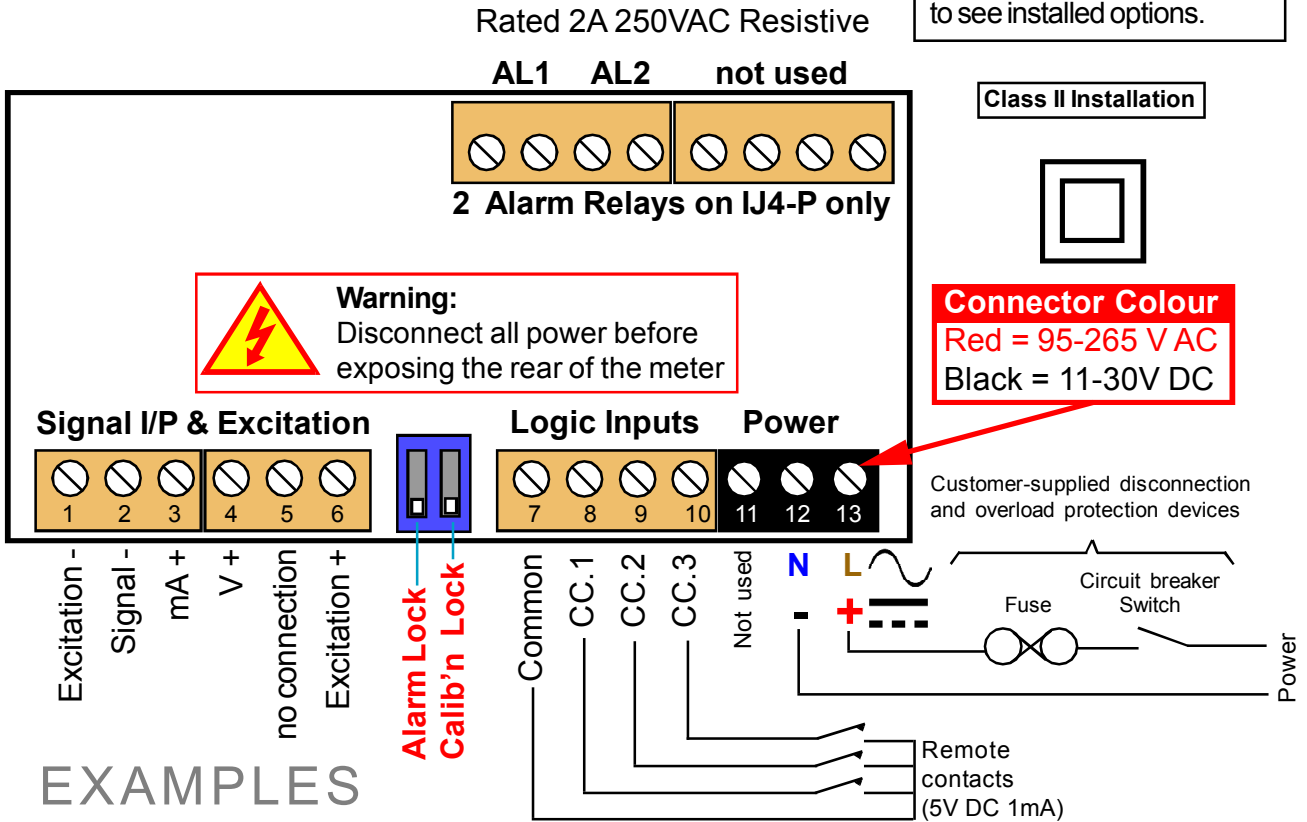 Rated 2A 250VAC Resistive
to see installed options.
AL1 AL2 not used
Class II Installation
2 Alarm Relays on IJ4-P only
Warning:
Disconnect all power before
exposing the rear of the meter
Connector Colour
Red = 95-265 V AC
Black = 11-30V DC
Signal I/P & Excitation
Logic Inputs
Power
1 2 3 4 5 6
7 8 9 10 11 12 13
Customer-supplied disconnection
and overload protection devices
Excitation -
Signal -
mA +
V +
no connection
Excitation +
Alarm Lock
Calib'n Lock
Common
CC.1
CC.2
CC.3
Not used
N L
- +
Fuse
Circuit breaker
Switch
Power
Remote
contacts
(5V DC 1mA)
EXAMPLES